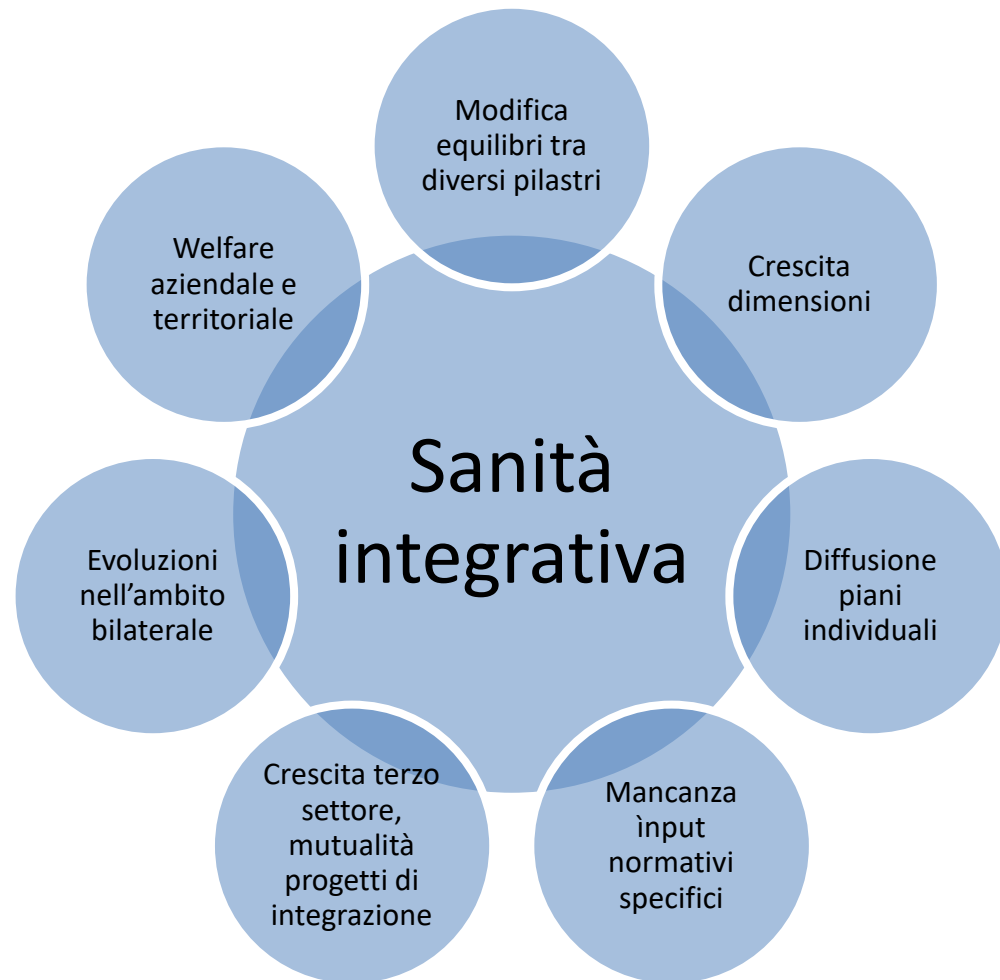 Modifica
equilibri tra
diversi pilastri
Crescita
dimensioni
Diffusione
piani
individuali
Mancanza
ìnput
normativi
specifici
Crescita terzo
settore,
mutualità
progetti di
integrazione
Evoluzioni
nell’ambito
bilaterale
Welfare
aziendale e
territoriale
Sanità
integrativa